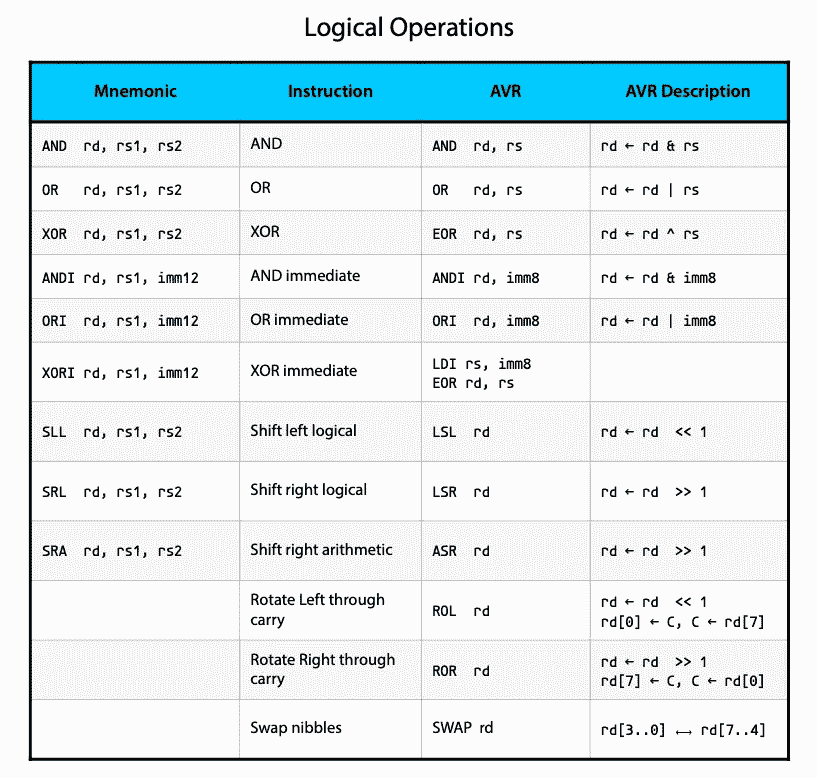 Logical Operations
Mnemonic Instruction AVR AVR Description
AND rd, rs1, rs2 AND AND rd, rs rd ← rd & rs
OR rd, rs1, rs2 OR OR rd, rs rd ← rd | rs
XOR rd, rs1, rs2 XOR EOR rd, rs rd ← rd ^ rs
ANDI rd, rs1, imm12 AND immediate ANDI rd, imm8 rd ← rd & imm8
ORI rd, rs1, imm12 OR immediate ORI rd, imm8 rd ← rd | imm8
XORI rd, rs1, imm12 XOR immediate LDI rs, imm8
EOR rd, rs
SLL rd, rs1, rs2 Shift left logical LSL rd rd ← rd << 1
SRL rd, rs1, rs2 Shift right logical LSR rd rd ← rd >> 1
SRA rd, rs1, rs2 Shift right arithmetic ASR rd rd ← rd >> 1
Rotate Left through ROL rd rd ← rd << 1
carry rd[0] ← C, C ← rd[7]
Rotate Right through ROR rd rd ← rd >> 1
carry rd[7] ← C, C ← rd[0]
Swap nibbles SWAP rd rd[3..0] ⟷ rd[7..4]